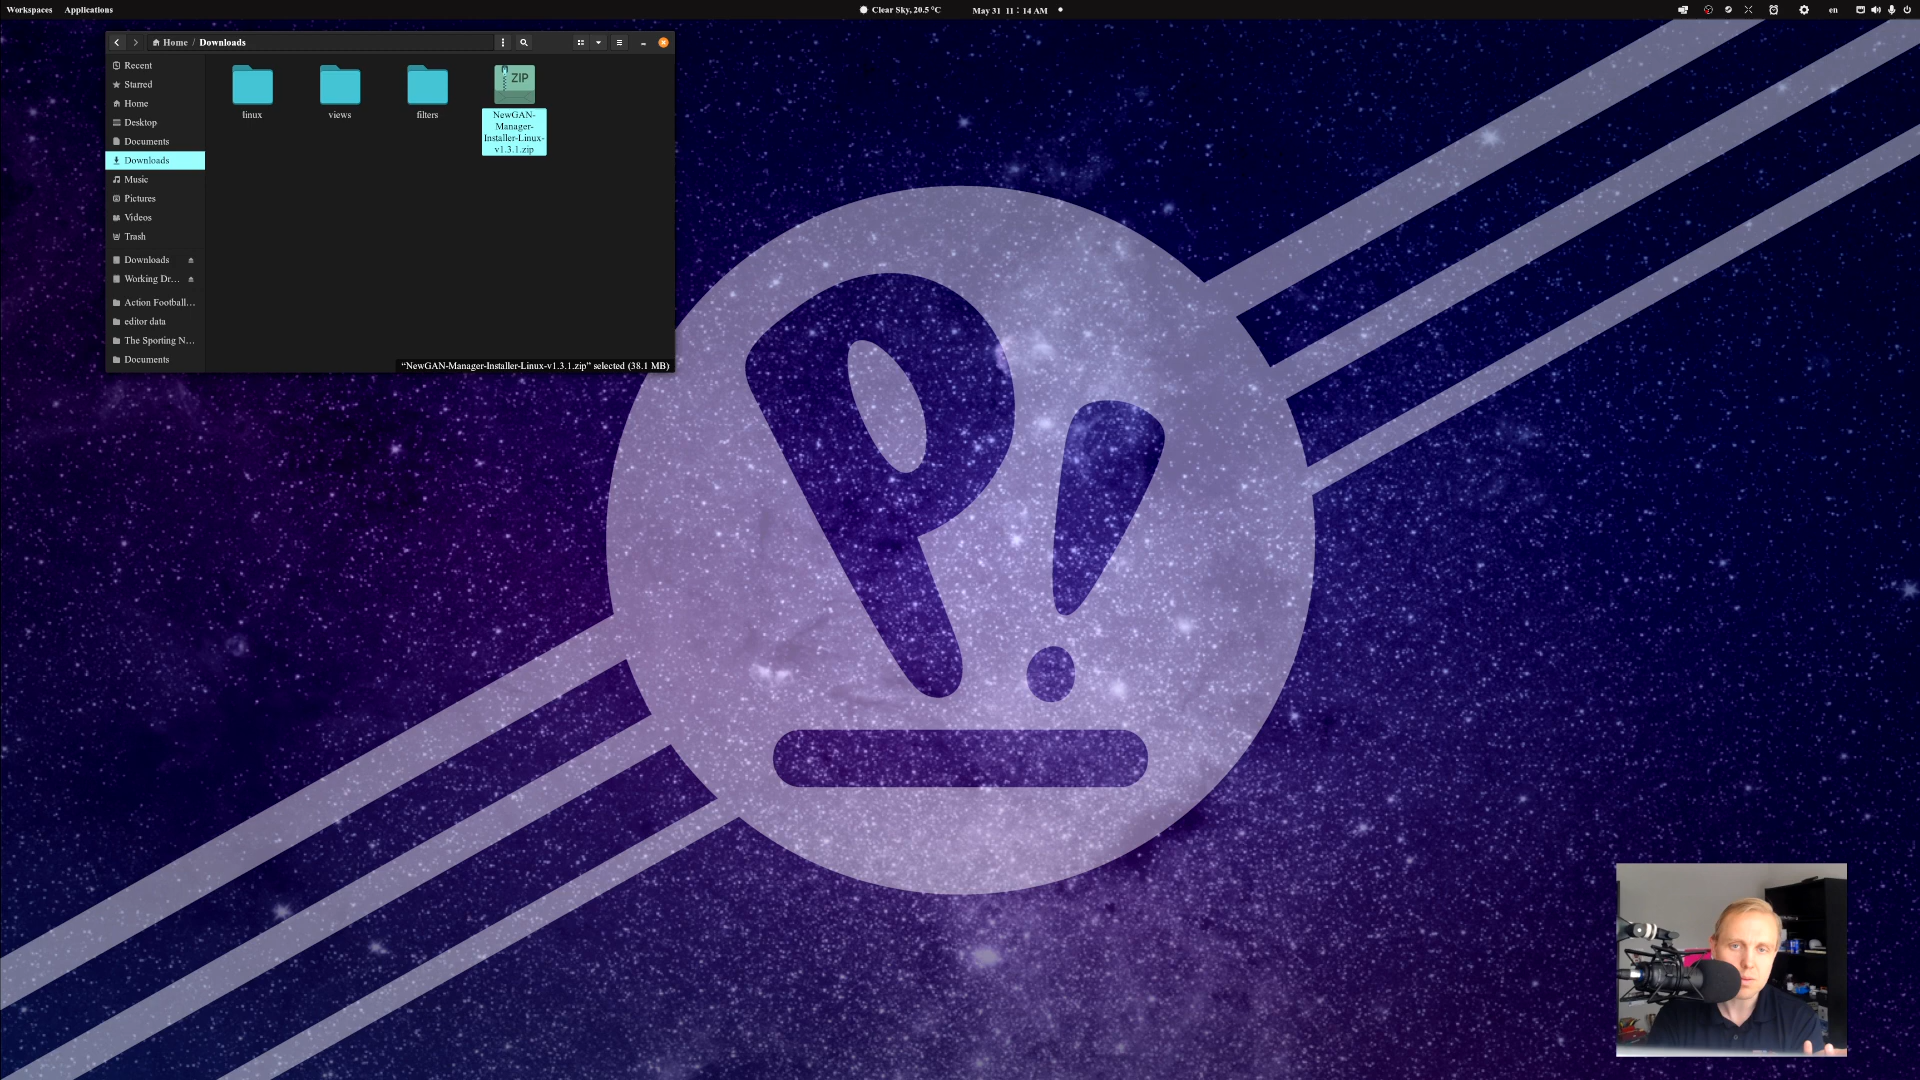 Workspaces Applications
Clear Sky, 20.5 °C May 31 11 : 14 AM
en
Home / Downloads
Recent
Starred
Home
Desktop
Documents
Downloads
Music
Pictures
Videos
Trash
Downloads
Working Dr…
Action Football…
editor data
The Sporting N…
Documents
linux
views
filters
ZIP
NewGAN-
Manager-
Installer-Linux-
v1.3.1.zip
“NewGAN-Manager-Installer-Linux-v1.3.1.zip” selected (38.1 MB)
P!